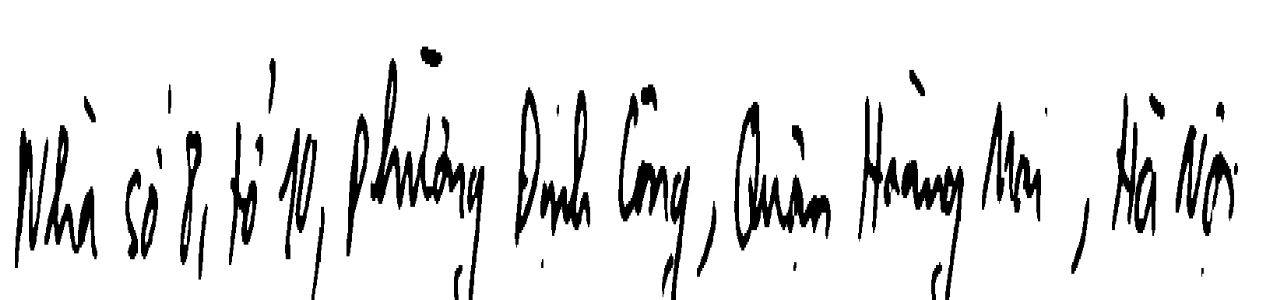 Nhà số 8, tổ 10, Phường Định Công, Quận Hoàng Mai, Hà Nội